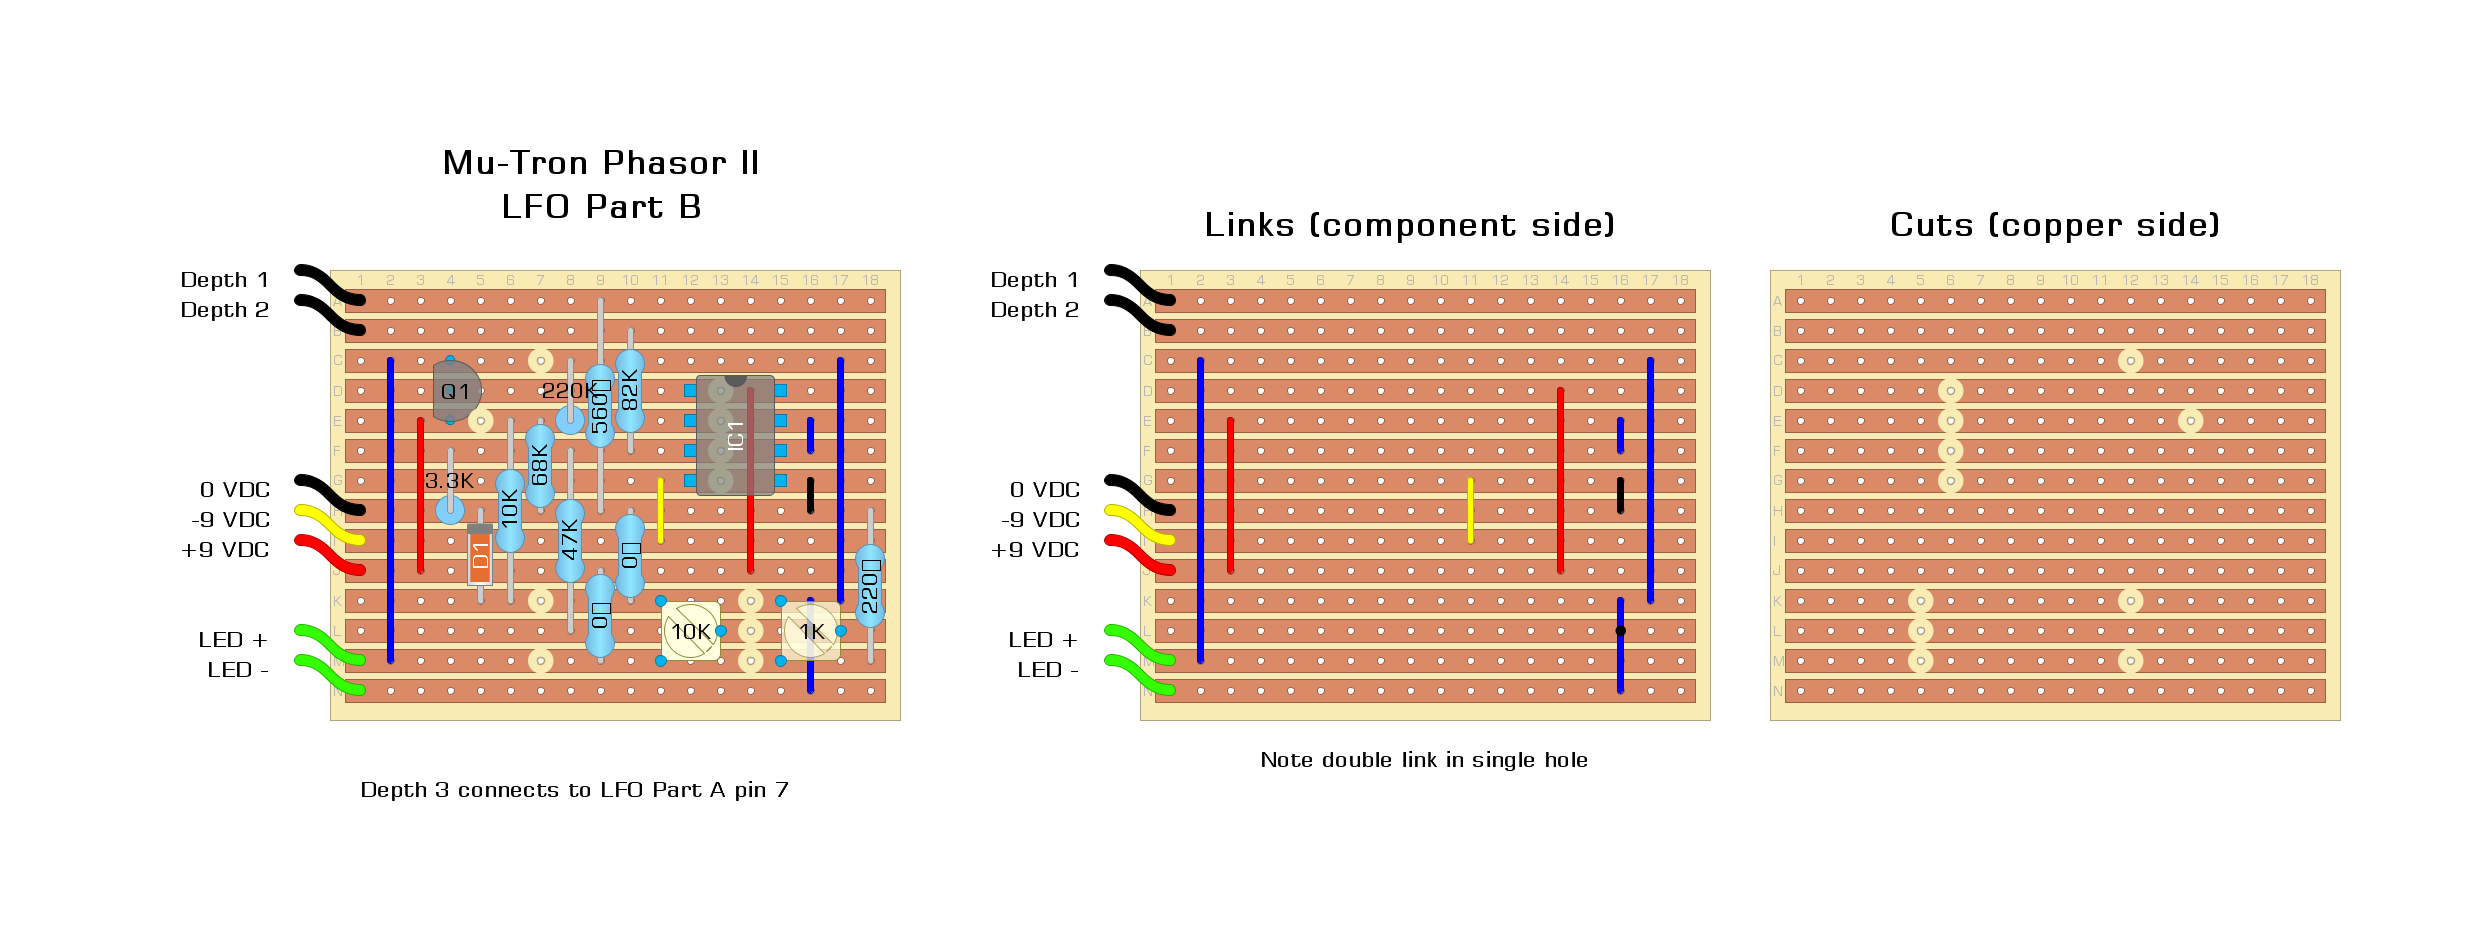 Mu-Tron Phasor II
LFO Part B
Links (component side)
Cuts (copper side)
Depth 1
Depth 2
0 VDC
-9 VDC
+9 VDC
LED +
LED -
1 2 3 4 5 6 7 8 9 10 11 12 13 14 15 16 17 18
C
D
E
F
G
K
L
M
N
Q1
220K
560
82K
IC1
3.3K
68K
10K
D1
47K
0
0
10K
1K
220
Depth 3 connects to LFO Part A pin 7
Depth 1
Depth 2
0 VDC
-9 VDC
+9 VDC
LED +
LED -
1 2 3 4 5 6 7 8 9 10 11 12 13 14 15 16 17 18
C
D
E
F
G
J
K
L
M
N
Note double link in single hole
1 2 3 4 5 6 7 8 9 10 11 12 13 14 15 16 17 18
A
B
C
D
E
F
G
H
I
J
K
L
M
N